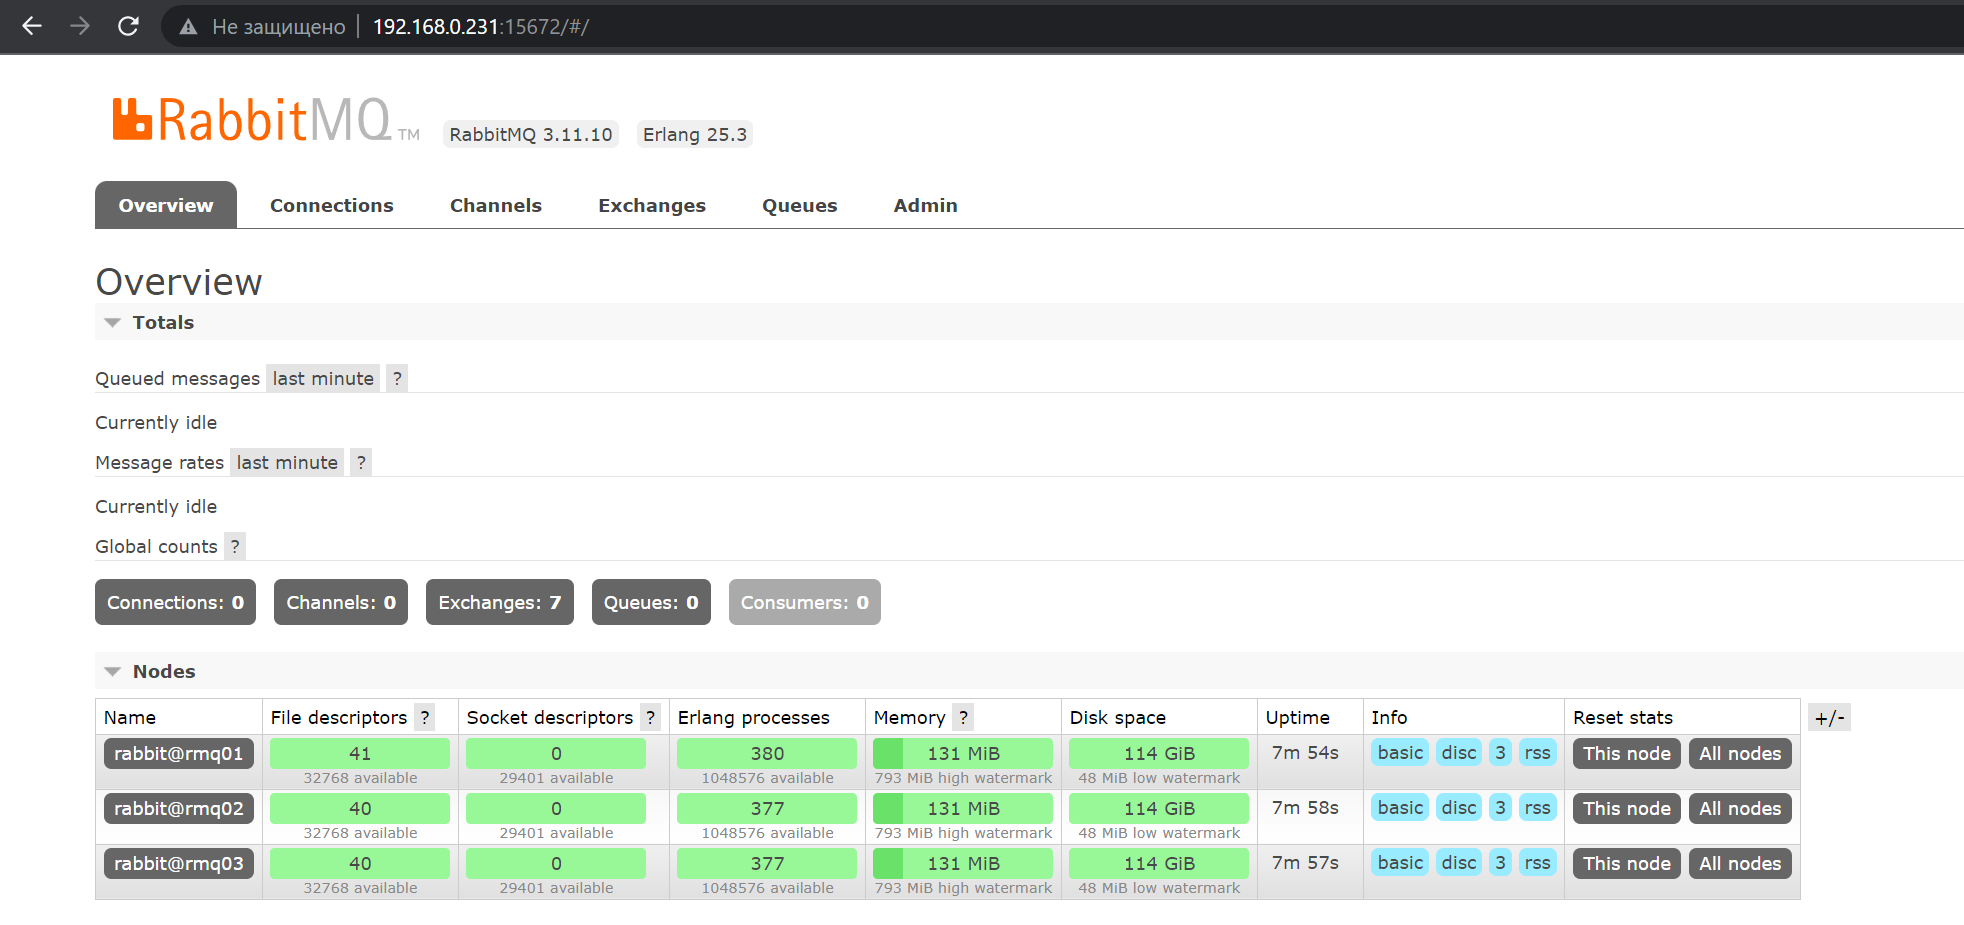 Не защищено 192.168.0.231:15672/#/
RabbitMQ TM RabbitMQ 3.11.10 Erlang 25.3
Overview Connections Channels Exchanges Queues Admin
Overview
Totals
Queued messages last minute ?
Currently idle
Message rates last minute ?
Currently idle
Global counts ?
Connections: 0 Channels: 0 Exchanges: 7 Queues: 0 Consumers: 0
Nodes
Name File descriptors ? Socket descriptors ? Erlang processes Memory ? Disk space Uptime Info Reset stats +/-
rabbit@rmq01 41 0 380 131 MiB 114 GiB 7m 54s basic disc 3 rss This node All nodes
32768 available 29401 available 1048576 available 793 MiB high watermark 48 MiB low watermark
rabbit@rmq02 40 0 377 131 MiB 114 GiB 7m 58s basic disc 3 rss This node All nodes
32768 available 29401 available 1048576 available 793 MiB high watermark 48 MiB low watermark
rabbit@rmq03 40 0 377 131 MiB 114 GiB 7m 57s basic disc 3 rss This node All nodes
32768 available 29401 available 1048576 available 793 MiB high watermark 48 MiB low watermark